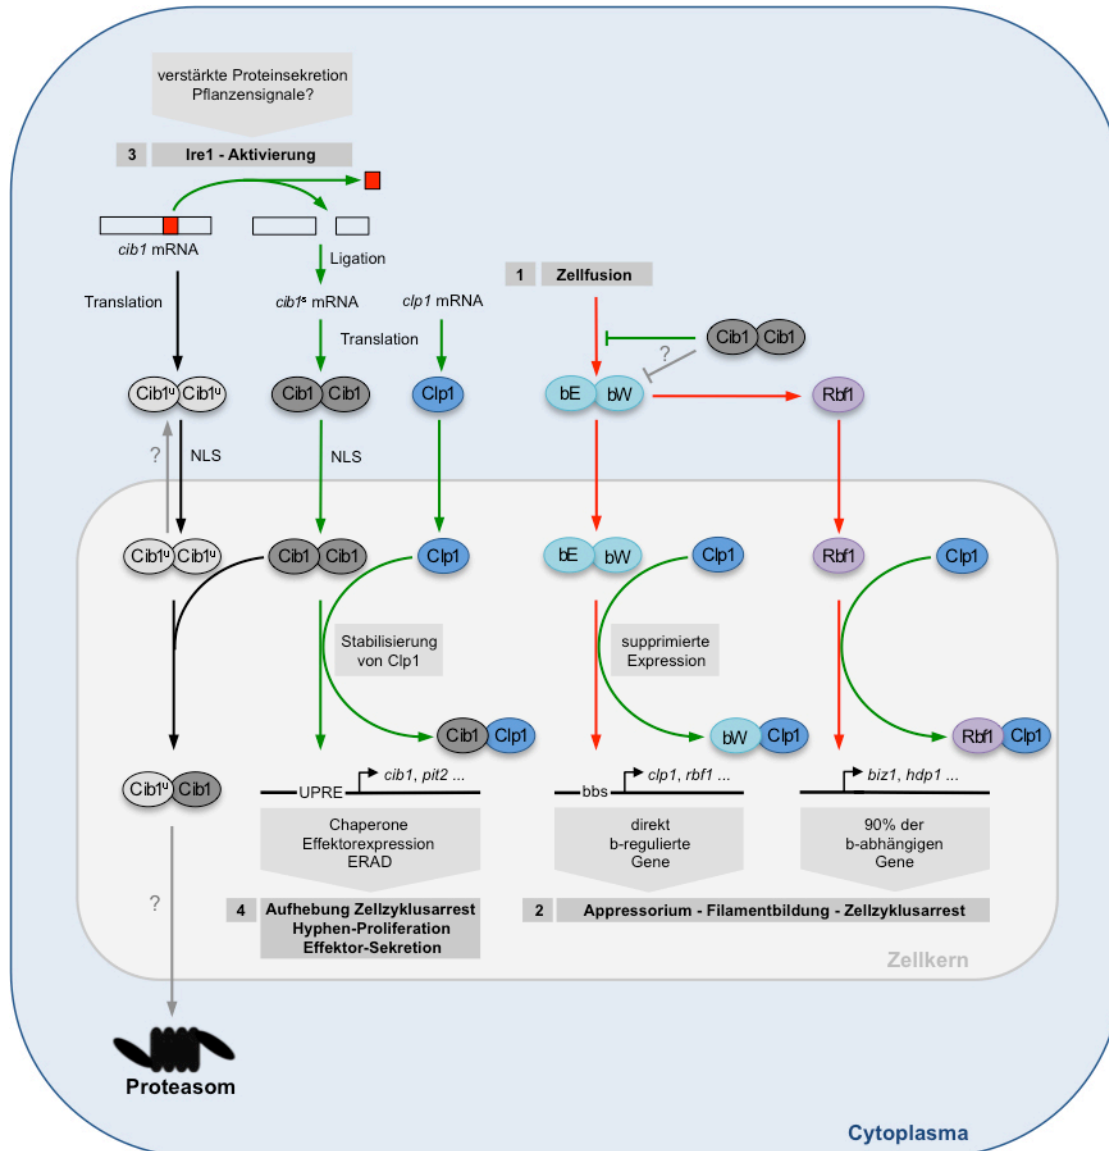 verstärkte Proteinsekretion
Pflanzensignale?
3 Ire1 - Aktivierung
cib1 mRNA
Ligation
Translation
cib1ˢ mRNA
clp1 mRNA
Translation
1 Zellfusion
Cib1 Cib1
?
Cib1ᵘ Cib1ᵘ
Cib1 Cib1
Clp1
bE bW
Rbf1
?
NLS
NLS
Cib1ᵘ Cib1ᵘ
Cib1 Cib1
Clp1
bE bW
Clp1
Rbf1
Clp1
Stabilisierung
von Clp1
supprimierte
Expression
Cib1 Clp1
bW Clp1
Rbf1 Clp1
Cib1ᵘ Cib1
UPRE
cib1, pit2 ...
bbs
clp1, rbf1 ...
biz1, hdp1 ...
Chaperone
Effektorexpression
ERAD
direkt
b-regulierte
Gene
90% der
b-abhängigen
Gene
?
4 Aufhebung Zellzyklusarrest
Hyphen-Proliferation
Effektor-Sekretion
2 Appressorium - Filamentbildung - Zellzyklusarrest
Zellkern
Proteasom
Cytoplasma